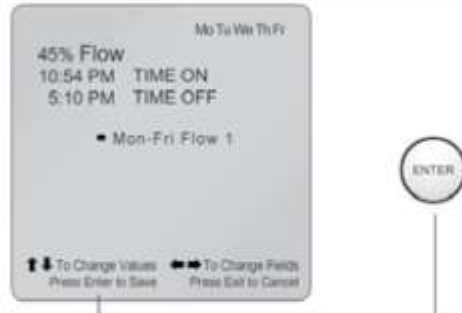 Mo Tu We Th Fr
45% Flow
10:54 PM TIME ON
5:10 PM TIME OFF
Mon-Fri Flow 1
ENTER
To Change Values To Change Fields
Press Enter to Save Press Exit to Cancel